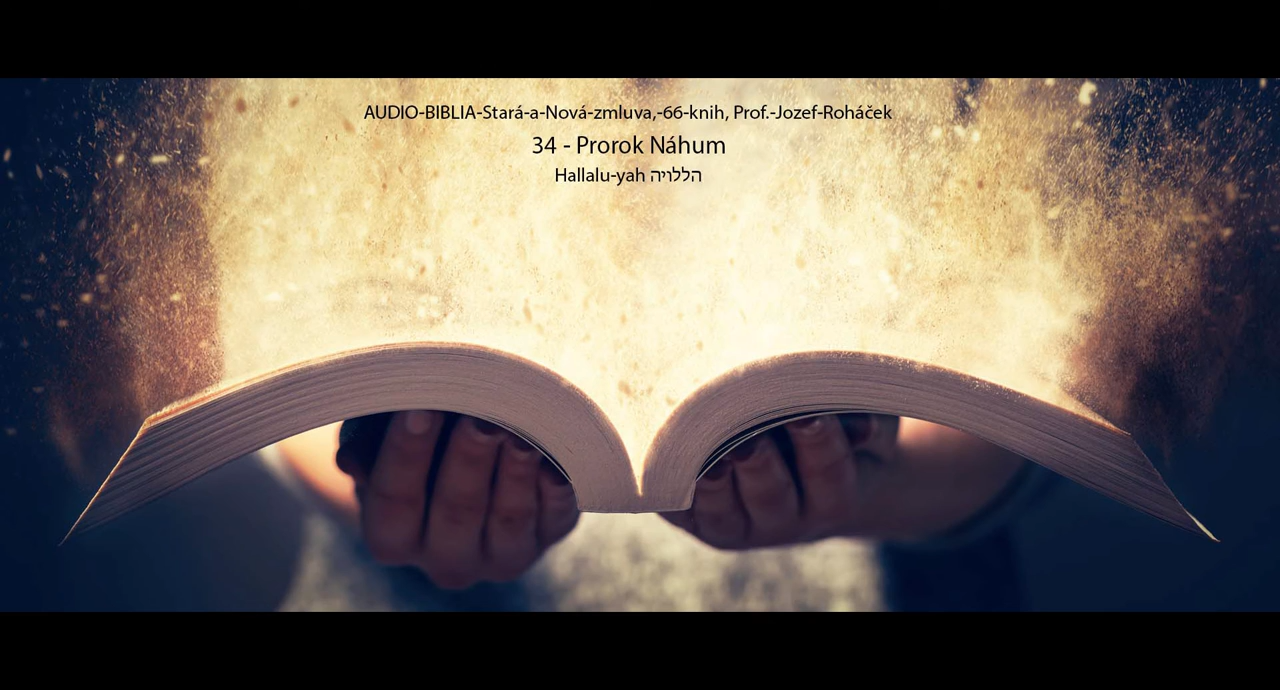 AUDIO-BIBLIA-Stará-a-Nová-zmluva,-66-knih, Prof.-Jozef-Roháček
34 - Prorok Náhum
Hallalu-yah הללויה